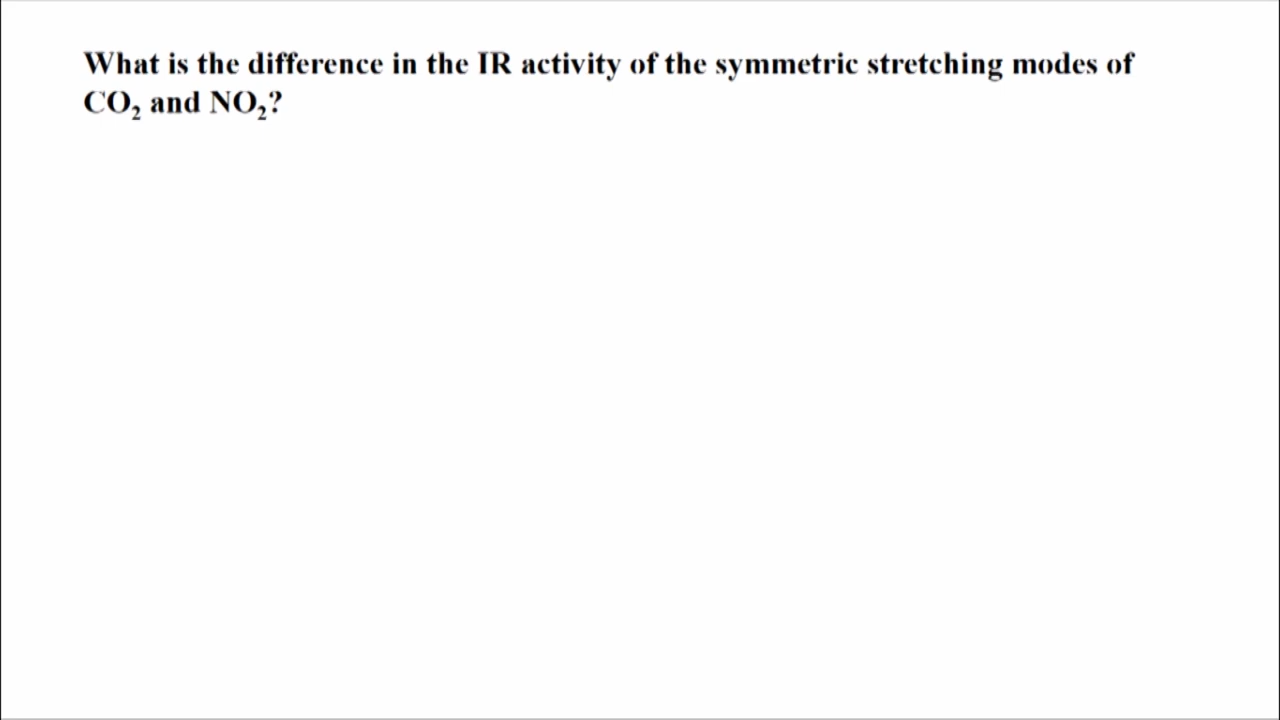 What is the difference in the IR activity of the symmetric stretching modes of
CO₂ and NO₂?